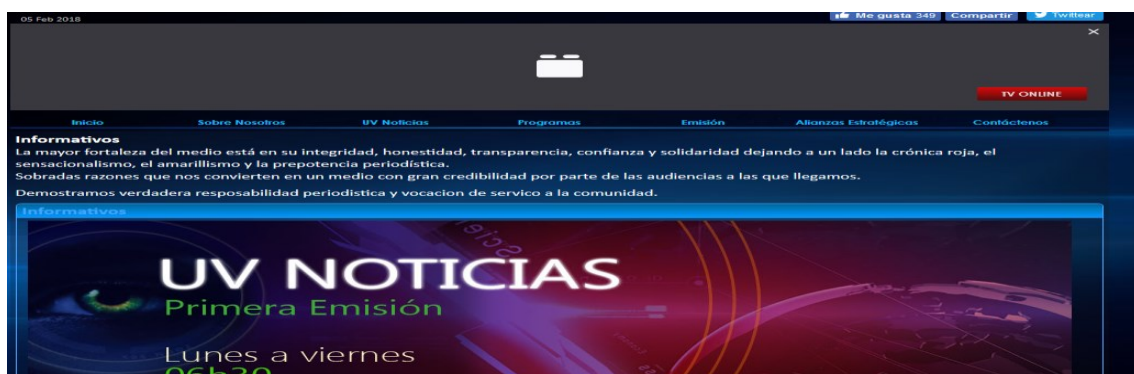 05 Feb 2018
Me gusta 349 Compartir Twittear
TV ONLINE
Inicio Sobre Nosotros UV Noticias Programas Emisión Alianzas Estratégicas Contáctenos
Informativos
La mayor fortaleza del medio está en su integridad, honestidad, transparencia, confianza y solidaridad dejando a un lado la crónica roja, el
sensacionalismo, el amarillismo y la prepotencia periodística.
Sobradas razones que nos convierten en un medio con gran credibilidad por parte de las audiencias a las que llegamos.
Demostramos verdadera resposabilidad periodistica y vocacion de servico a la comunidad.
Informativos
UV NOTICIAS
Primera Emisión
Lunes a viernes
06h30